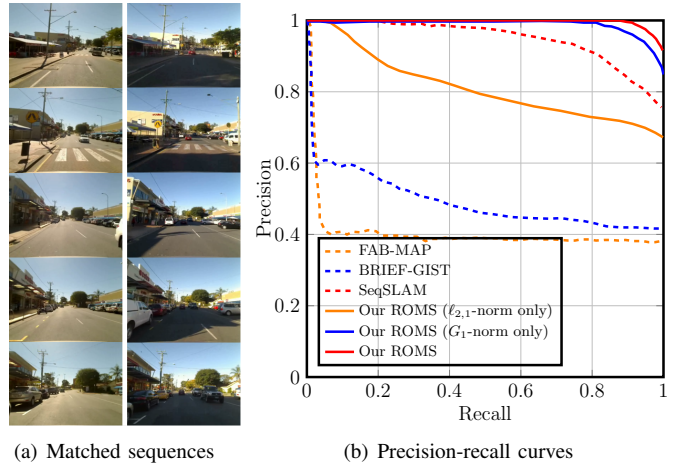 1
0.8
0.6
0.4
0.2
0
Precision
FAB-MAP
BRIEF-GIST
SeqSLAM
Our ROMS (ℓ2,1-norm only)
Our ROMS (G1-norm only)
Our ROMS
0 0.2 0.4 0.6 0.8 1
Recall
(a) Matched sequences
(b) Precision-recall curves